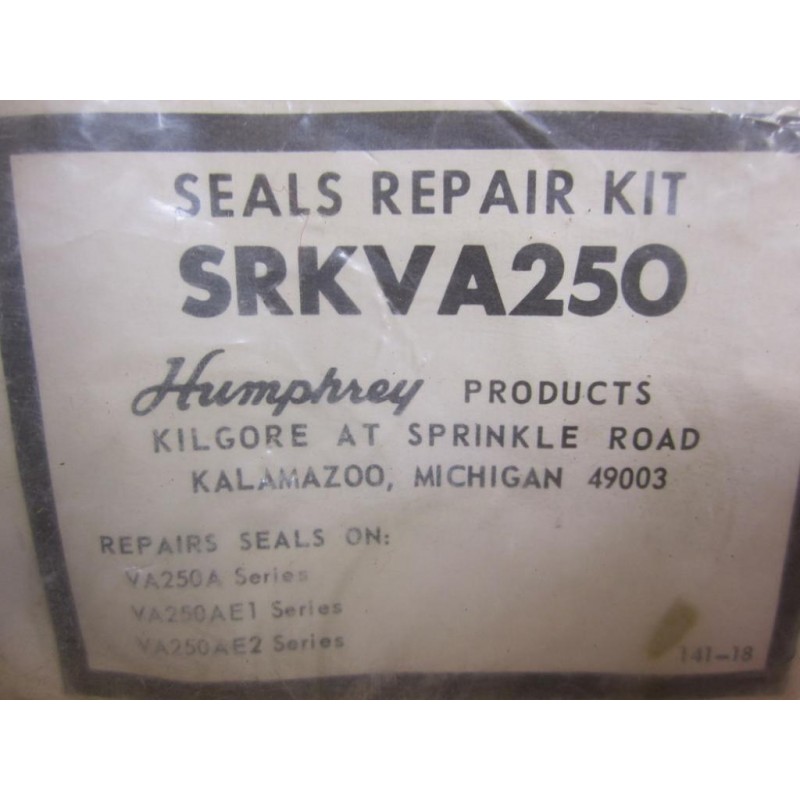 SEALS REPAIR KIT
SRKVA250
Humphrey PRODUCTS
KILGORE AT SPRINKLE ROAD
KALAMAZOO, MICHIGAN 49003
REPAIRS SEALS ON:
VA250A Series
VA250AE1 Series
VA250AE2 Series
141-18